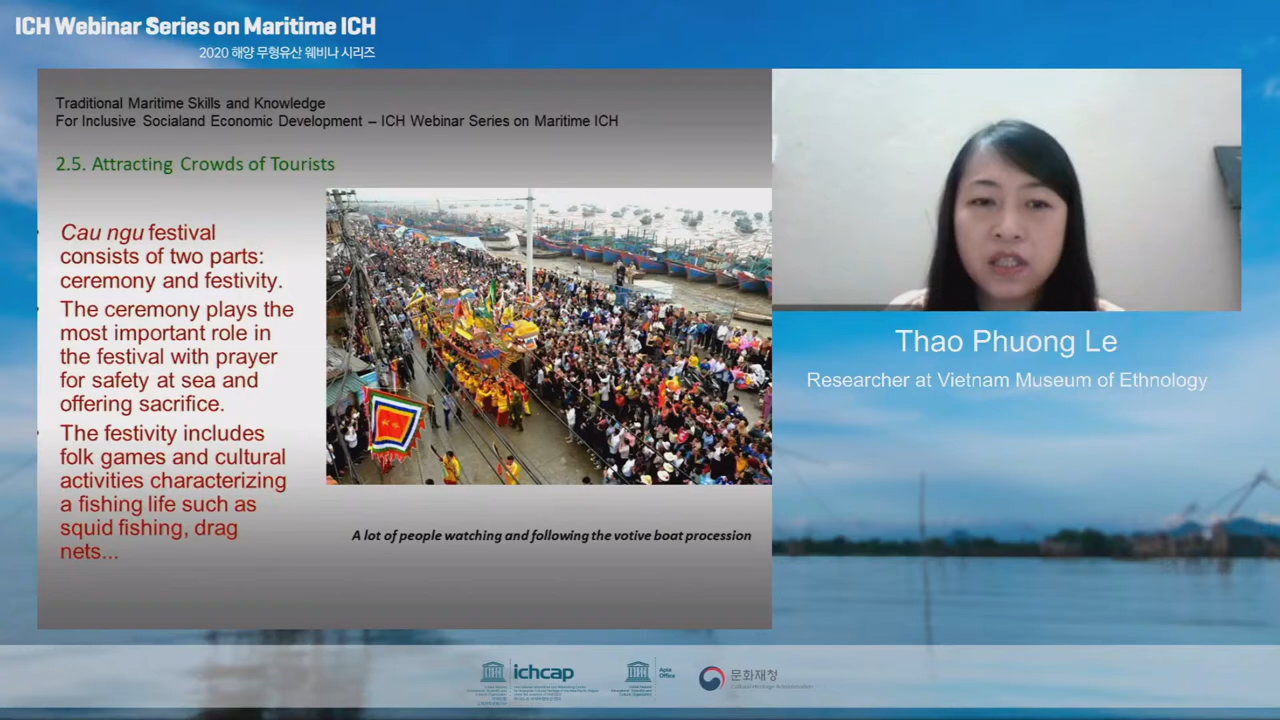 ICH Webinar Series on Maritime ICH
2020 해양 무형유산 웨비나 시리즈
Traditional Maritime Skills and Knowledge
For Inclusive Socialand Economic Development – ICH Webinar Series on Maritime ICH
2.5. Attracting Crowds of Tourists
Cau ngu festival
consists of two parts:
ceremony and festivity.
The ceremony plays the
most important role in
the festival with prayer
for safety at sea and
offering sacrifice.
The festivity includes
folk games and cultural
activities characterizing
a fishing life such as
squid fishing, drag
nets...
A lot of people watching and following the votive boat procession
Thao Phuong Le
Researcher at Vietnam Museum of Ethnology
ichcap
Office
문화재청
Cultural Heritage Administration